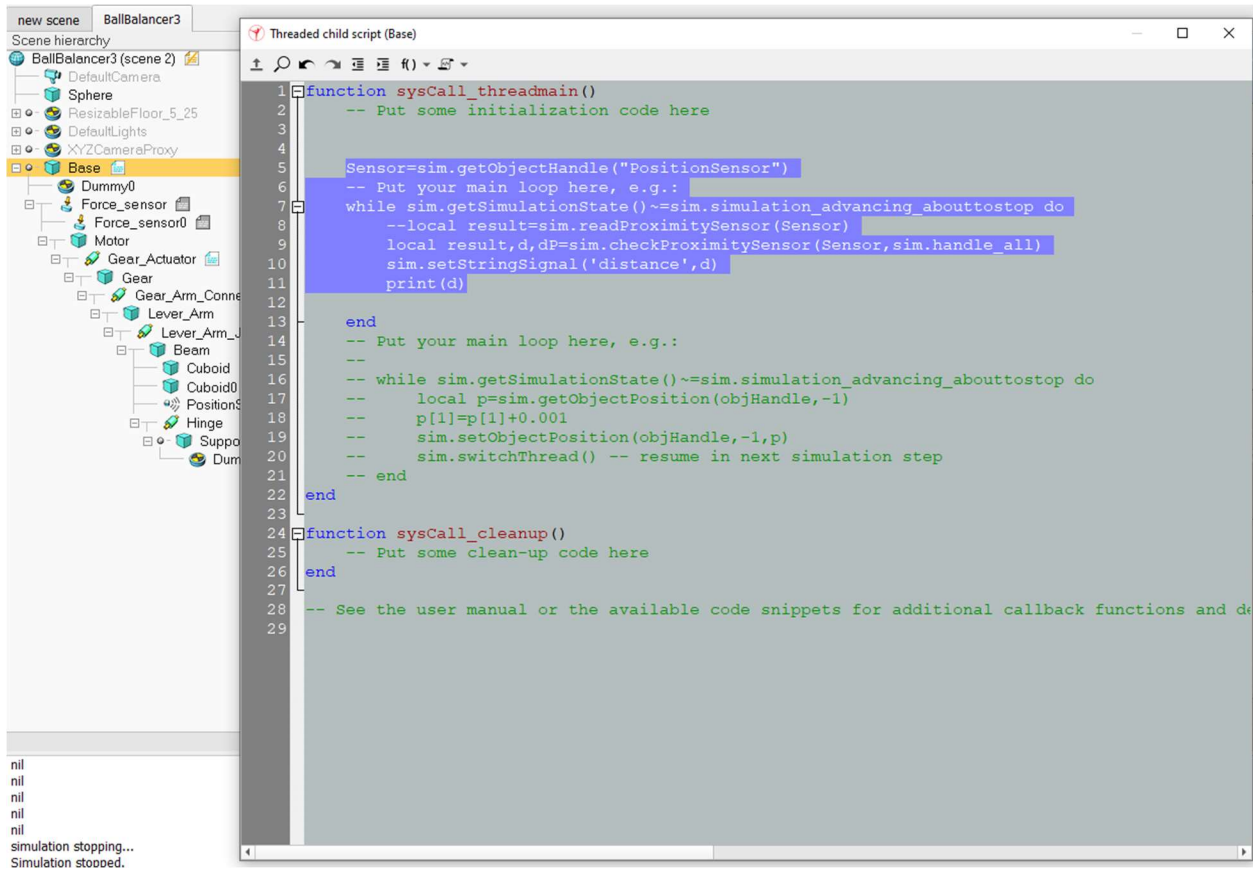 new scene
BallBalancer3
Scene hierarchy
BallBalancer3 (scene 2)
DefaultCamera
Sphere
ResizableFloor_5_25
DefaultLights
XYZCameraProxy
Base
Dummy0
Force_sensor
Force_sensor0
Motor
Gear_Actuator
Gear
Gear_Arm_Conne
Lever_Arm
Lever_Arm_J
Beam
Cuboid
Cuboid0
PositionS
Hinge
Suppo
Dum
nil
nil
nil
nil
nil
simulation stopping...
Simulation stopped.
Threaded child script (Base)
f()
1 function sysCall_threadmain()
2 -- Put some initialization code here
3
4
5 Sensor=sim.getObjectHandle("PositionSensor")
6 -- Put your main loop here, e.g.:
7 while sim.getSimulationState()~=sim.simulation_advancing_abouttostop do
8 --local result=sim.readProximitySensor(Sensor)
9 local result,d,dP=sim.checkProximitySensor(Sensor,sim.handle_all)
10 sim.setStringSignal('distance',d)
11 print(d)
12
13 end
14 -- Put your main loop here, e.g.:
15 --
16 -- while sim.getSimulationState()~=sim.simulation_advancing_abouttostop do
17 -- local p=sim.getObjectPosition(objHandle,-1)
18 -- p[1]=p[1]+0.001
19 -- sim.setObjectPosition(objHandle,-1,p)
20 -- sim.switchThread() -- resume in next simulation step
21 -- end
22 end
23
24 function sysCall_cleanup()
25 -- Put some clean-up code here
26 end
27
28 -- See the user manual or the available code snippets for additional callback functions and de
29